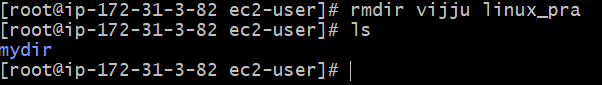 [root@ip-172-31-3-82 ec2-user]# rmdir vijju linux_pra
[root@ip-172-31-3-82 ec2-user]# ls
mydir
[root@ip-172-31-3-82 ec2-user]#